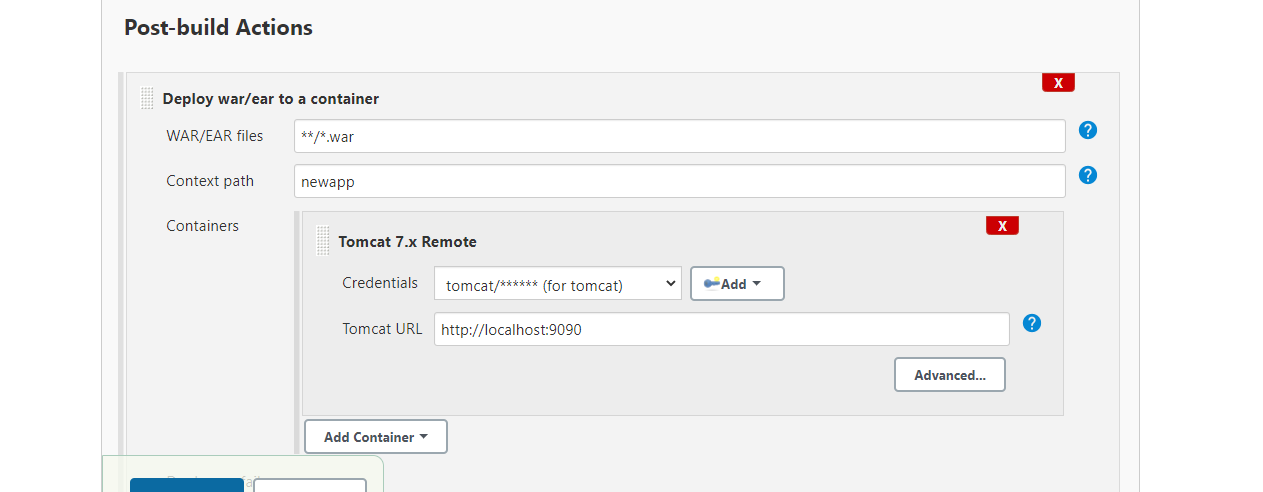 Post-build Actions
X
Deploy war/ear to a container
WAR/EAR files **/*.war ?
Context path newapp ?
Containers
X
Tomcat 7.x Remote
Credentials tomcat/****** (for tomcat) Add
Tomcat URL http://localhost:9090 ?
Advanced...
Add Container